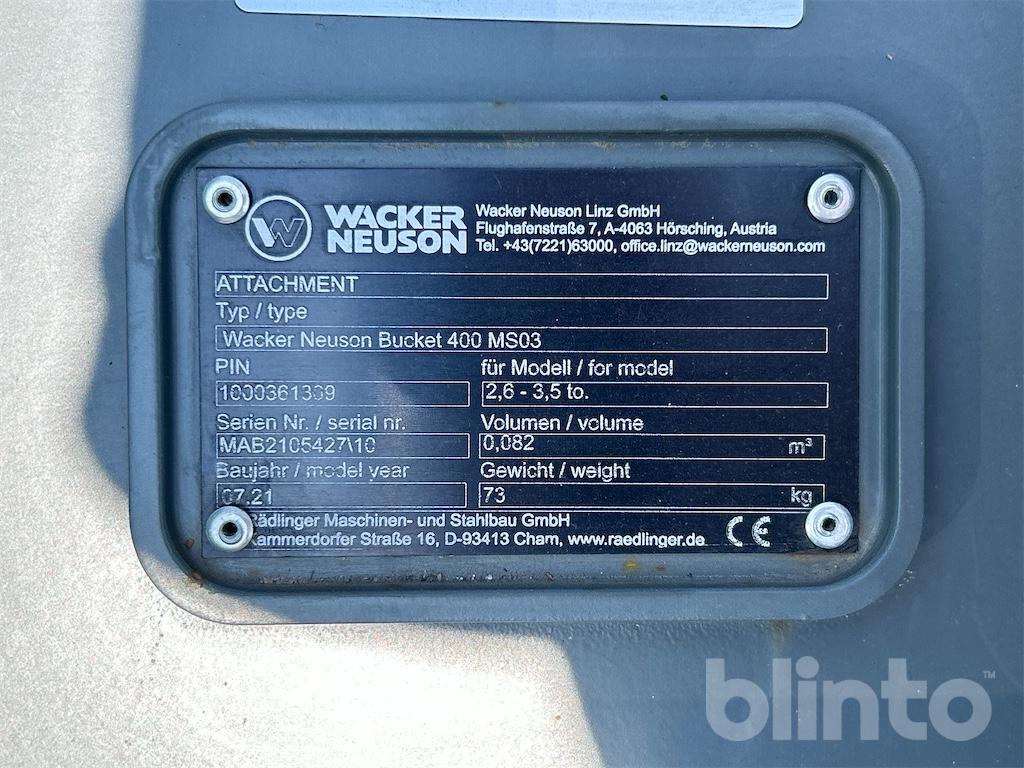 WACKER
NEUSON
Wacker Neuson Linz GmbH
Flughafenstraße 7, A-4063 Hörsching, Austria
Tel. +43(7221)63000, office.linz@wackerneuson.com
ATTACHMENT
Typ / type
Wacker Neuson Bucket 400 MS03
PIN
1000361339
für Modell / for model
2,6 - 3,5 to.
Serien Nr. / serial nr.
MAB2105427\10
Volumen / volume
0,082 m³
Baujahr / model year
07.21
Gewicht / weight
73 kg
Rädlinger Maschinen- und Stahlbau GmbH
Kammerdorfer Straße 16, D-93413 Cham, www.raedlinger.de
CE
blinto™